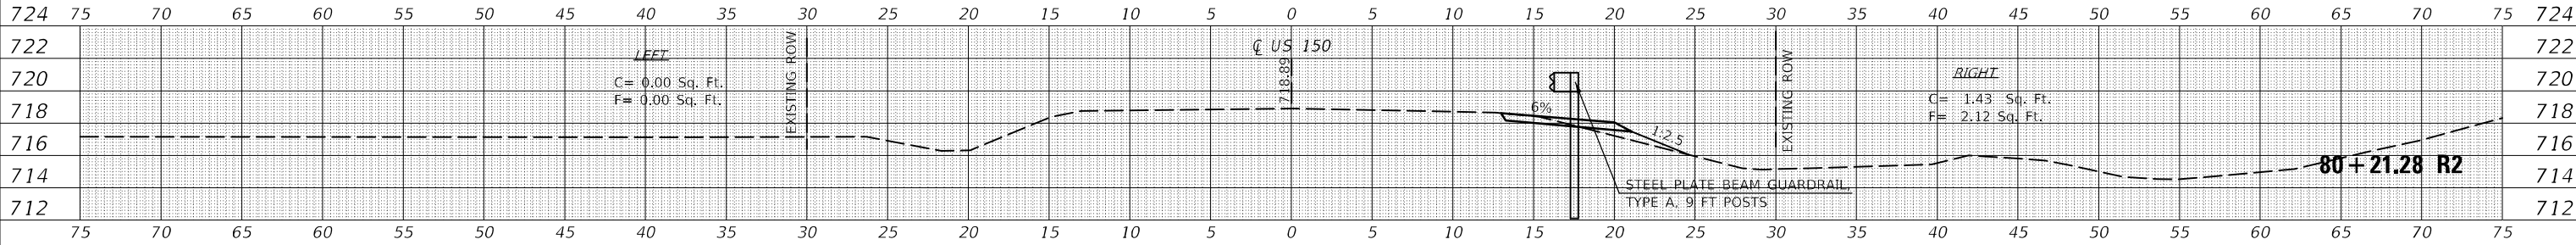 724 75 70 65 60 55 50 45 40 35 30 25 20 15 10 5 0 5 10 15 20 25 30 35 40 45 50 55 60 65 70 75 724
722 722
720 720
718 718
716 716
714 714
712 712
LEFT
C= 0.00 Sq. Ft.
F= 0.00 Sq. Ft.
EXISTING ROW
℄ US 150
718.89
6%
1:2.5
STEEL PLATE BEAM GUARDRAIL,
TYPE A, 9 FT POSTS
EXISTING ROW
RIGHT
C= 1.43 Sq. Ft.
F= 2.12 Sq. Ft.
80+21.28 R2
75 70 65 60 55 50 45 40 35 30 25 20 15 10 5 0 5 10 15 20 25 30 35 40 45 50 55 60 65 70 75